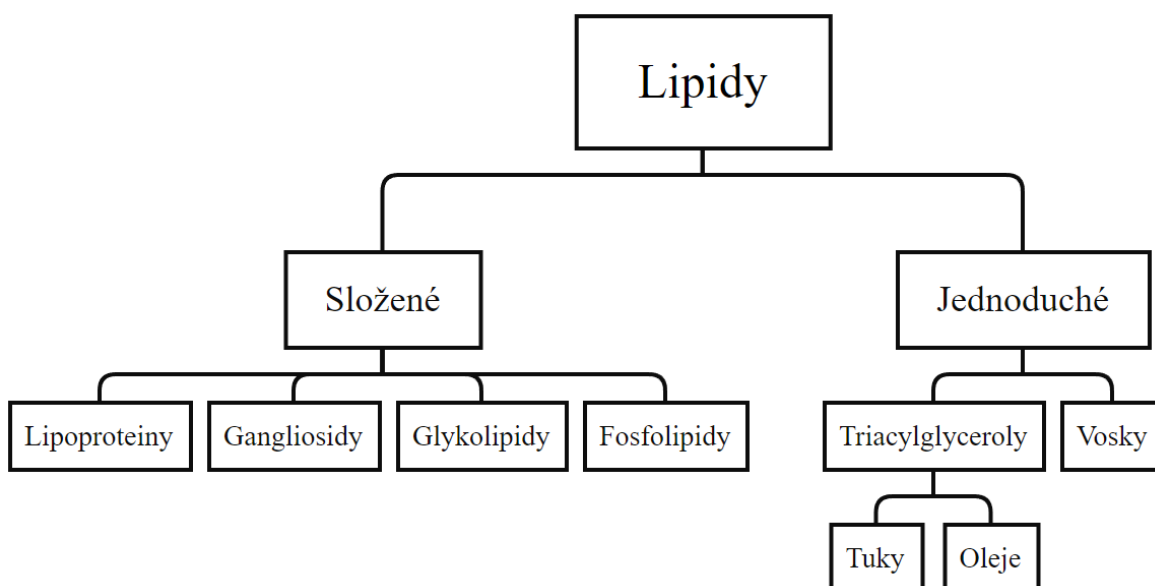 Lipidy
Složené
Jednoduché
Lipoproteiny
Gangliosidy
Glykolipidy
Fosfolipidy
Triacylglyceroly
Vosky
Tuky
Oleje